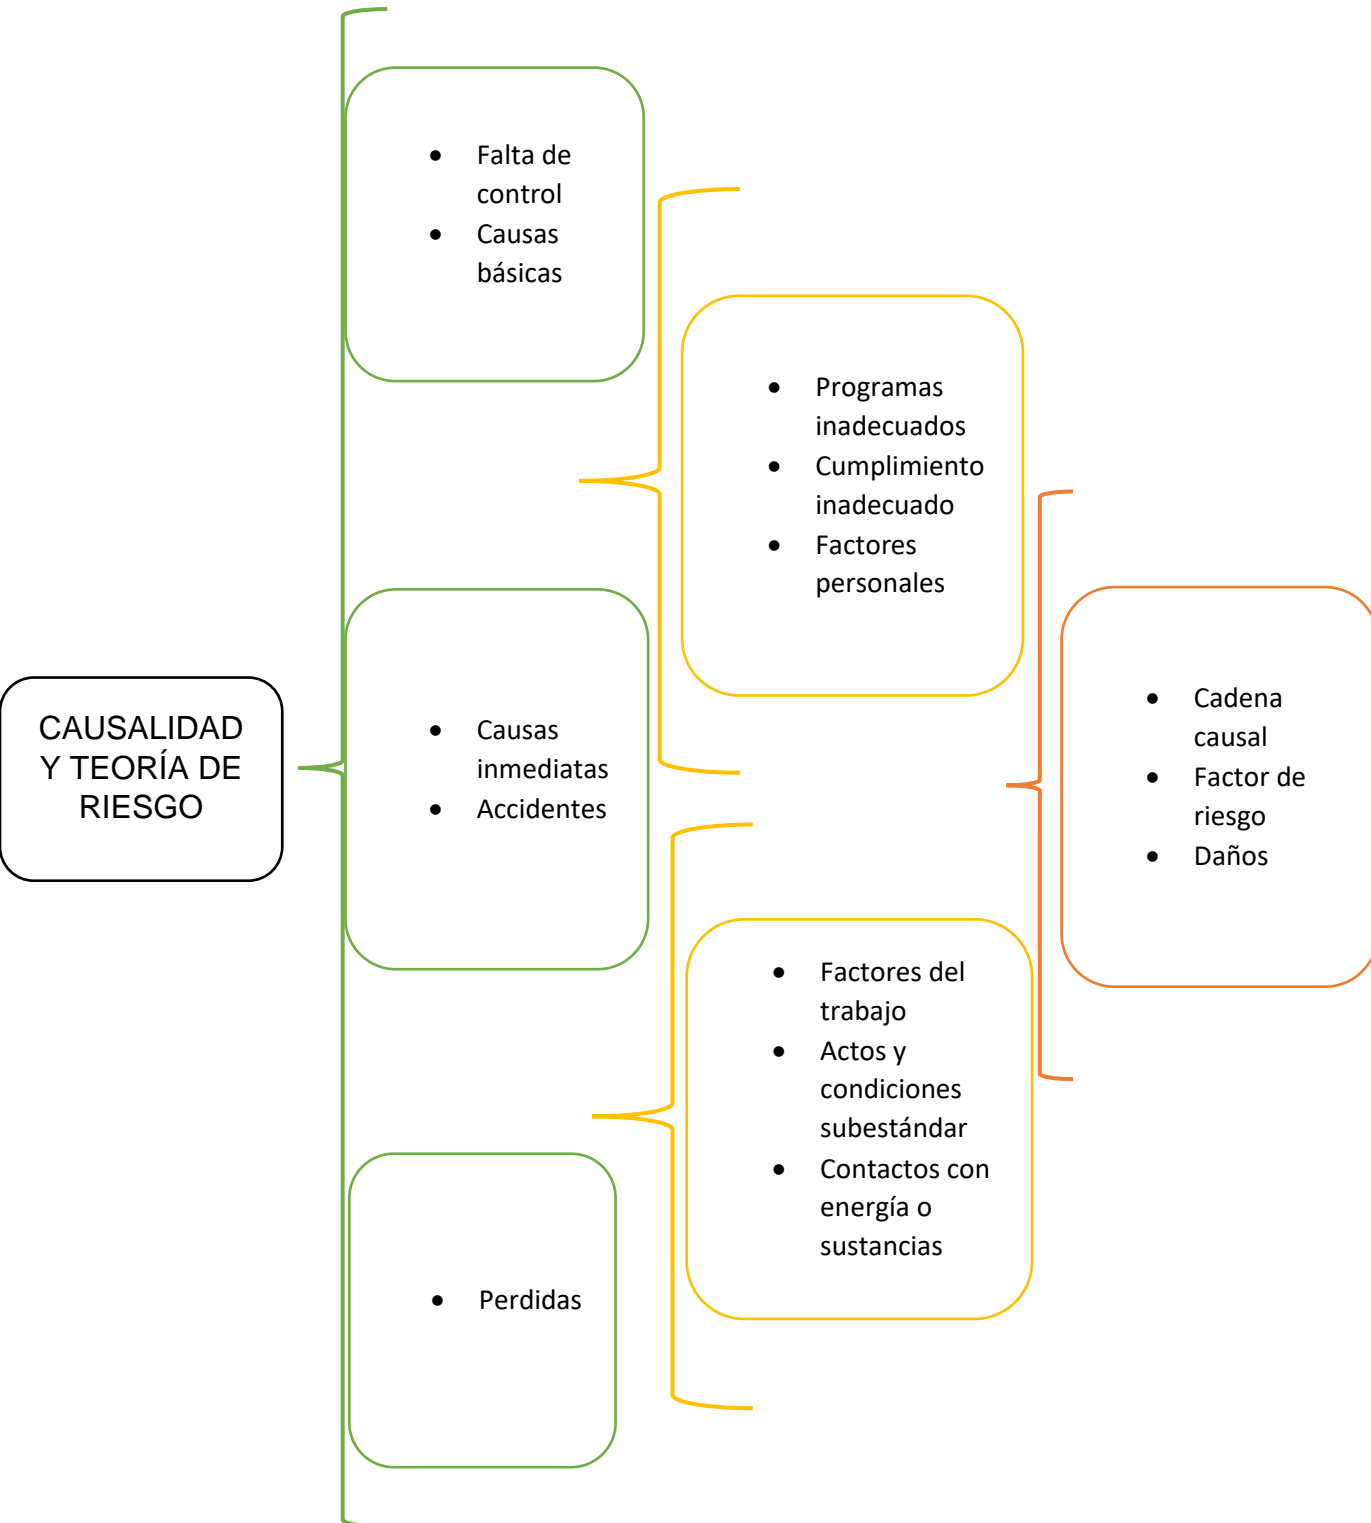 CAUSALIDAD
Y TEORÍA DE
RIESGO
• Falta de
control
• Causas
básicas
• Causas
inmediatas
• Accidentes
• Perdidas
• Programas
inadecuados
• Cumplimiento
inadecuado
• Factores
personales
• Factores del
trabajo
• Actos y
condiciones
subestándar
• Contactos con
energía o
sustancias
• Cadena
causal
• Factor de
riesgo
• Daños